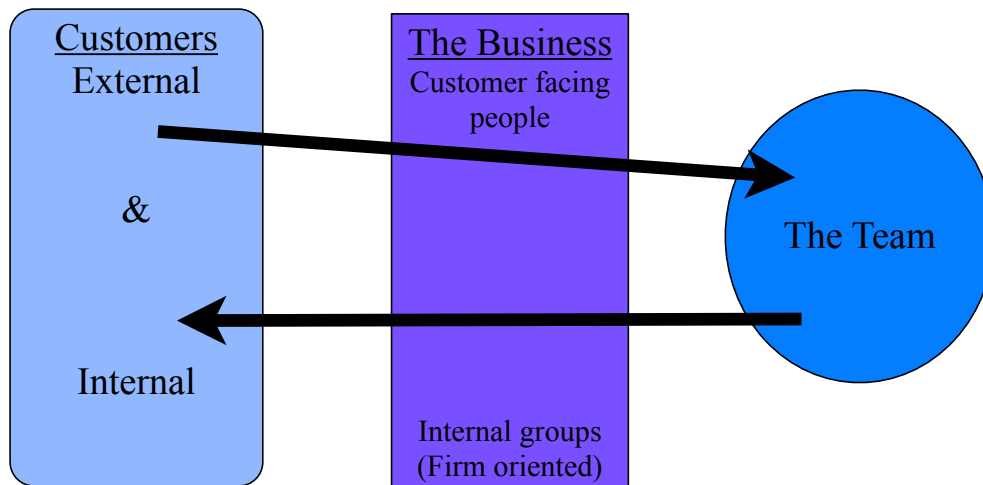 Customers
External
&
Internal
The Business
Customer facing
people
Internal groups
(Firm oriented)
The Team